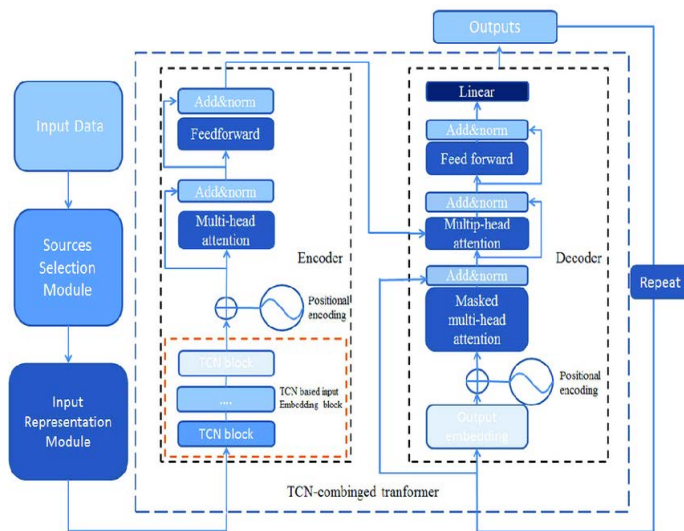 Outputs
Input Data
Sources
Selection
Module
Input
Representation
Module
Add&norm
Feedforward
Add&norm
Multi-head
attention
Encoder
Positional
encoding
TCN block
....
TCN based input
Embedding block
TCN block
Linear
Add&norm
Feed forward
Add&norm
Multip-head
attention
Decoder
Add&norm
Masked
multi-head
attention
Positional
encoding
Output
embedding
Repeat
TCN-combinged tranformer